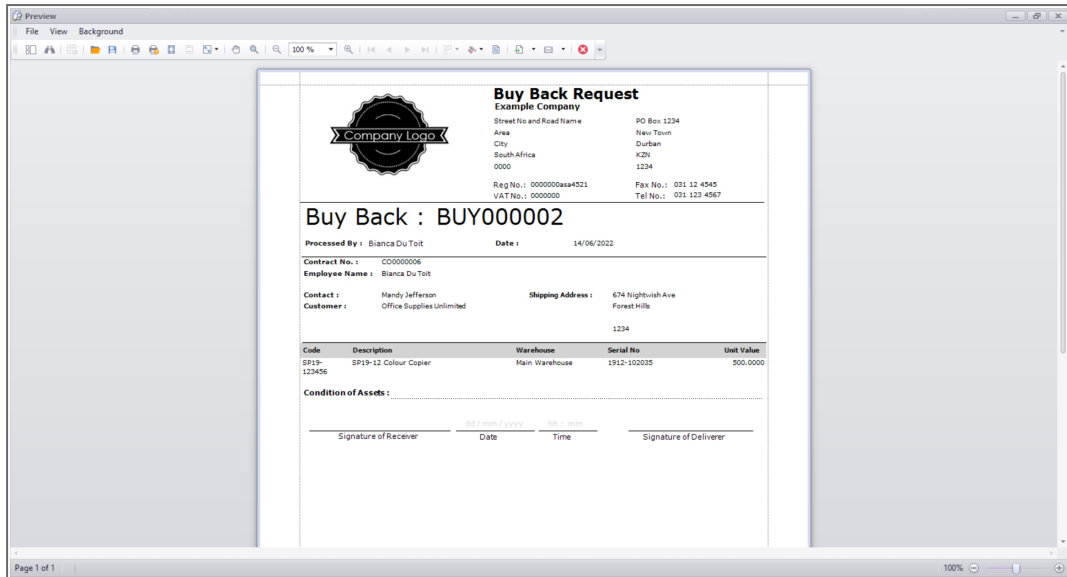 Preview
File View Background
100 %
Buy Back Request
Example Company
Company Logo
Street No and Road Name PO Box 1234
Area New Town
City Durban
South Africa KZN
0000 1234
Reg No.: 0000000asa4521 Fax No.: 031 12 4545
VAT No.: 0000000 Tel No.: 031 123 4567
Buy Back : BUY000002
Processed By : Bianca Du Toit Date : 14/06/2022
Contract No. : CO0000006
Employee Name : Bianca Du Toit
Contact : Mandy Jefferson Shipping Address : 674 Nightwish Ave
Customer : Office Supplies Unlimited Forest Hills
1234
Code Description Warehouse Serial No Unit Value
SP19- SP19-12 Colour Copier Main Warehouse 1912-102035 500.0000
123456
Condition of Assets :
dd / mm / yyyy hh : mm
Signature of Receiver Date Time Signature of Deliverer
Page 1 of 1 100%